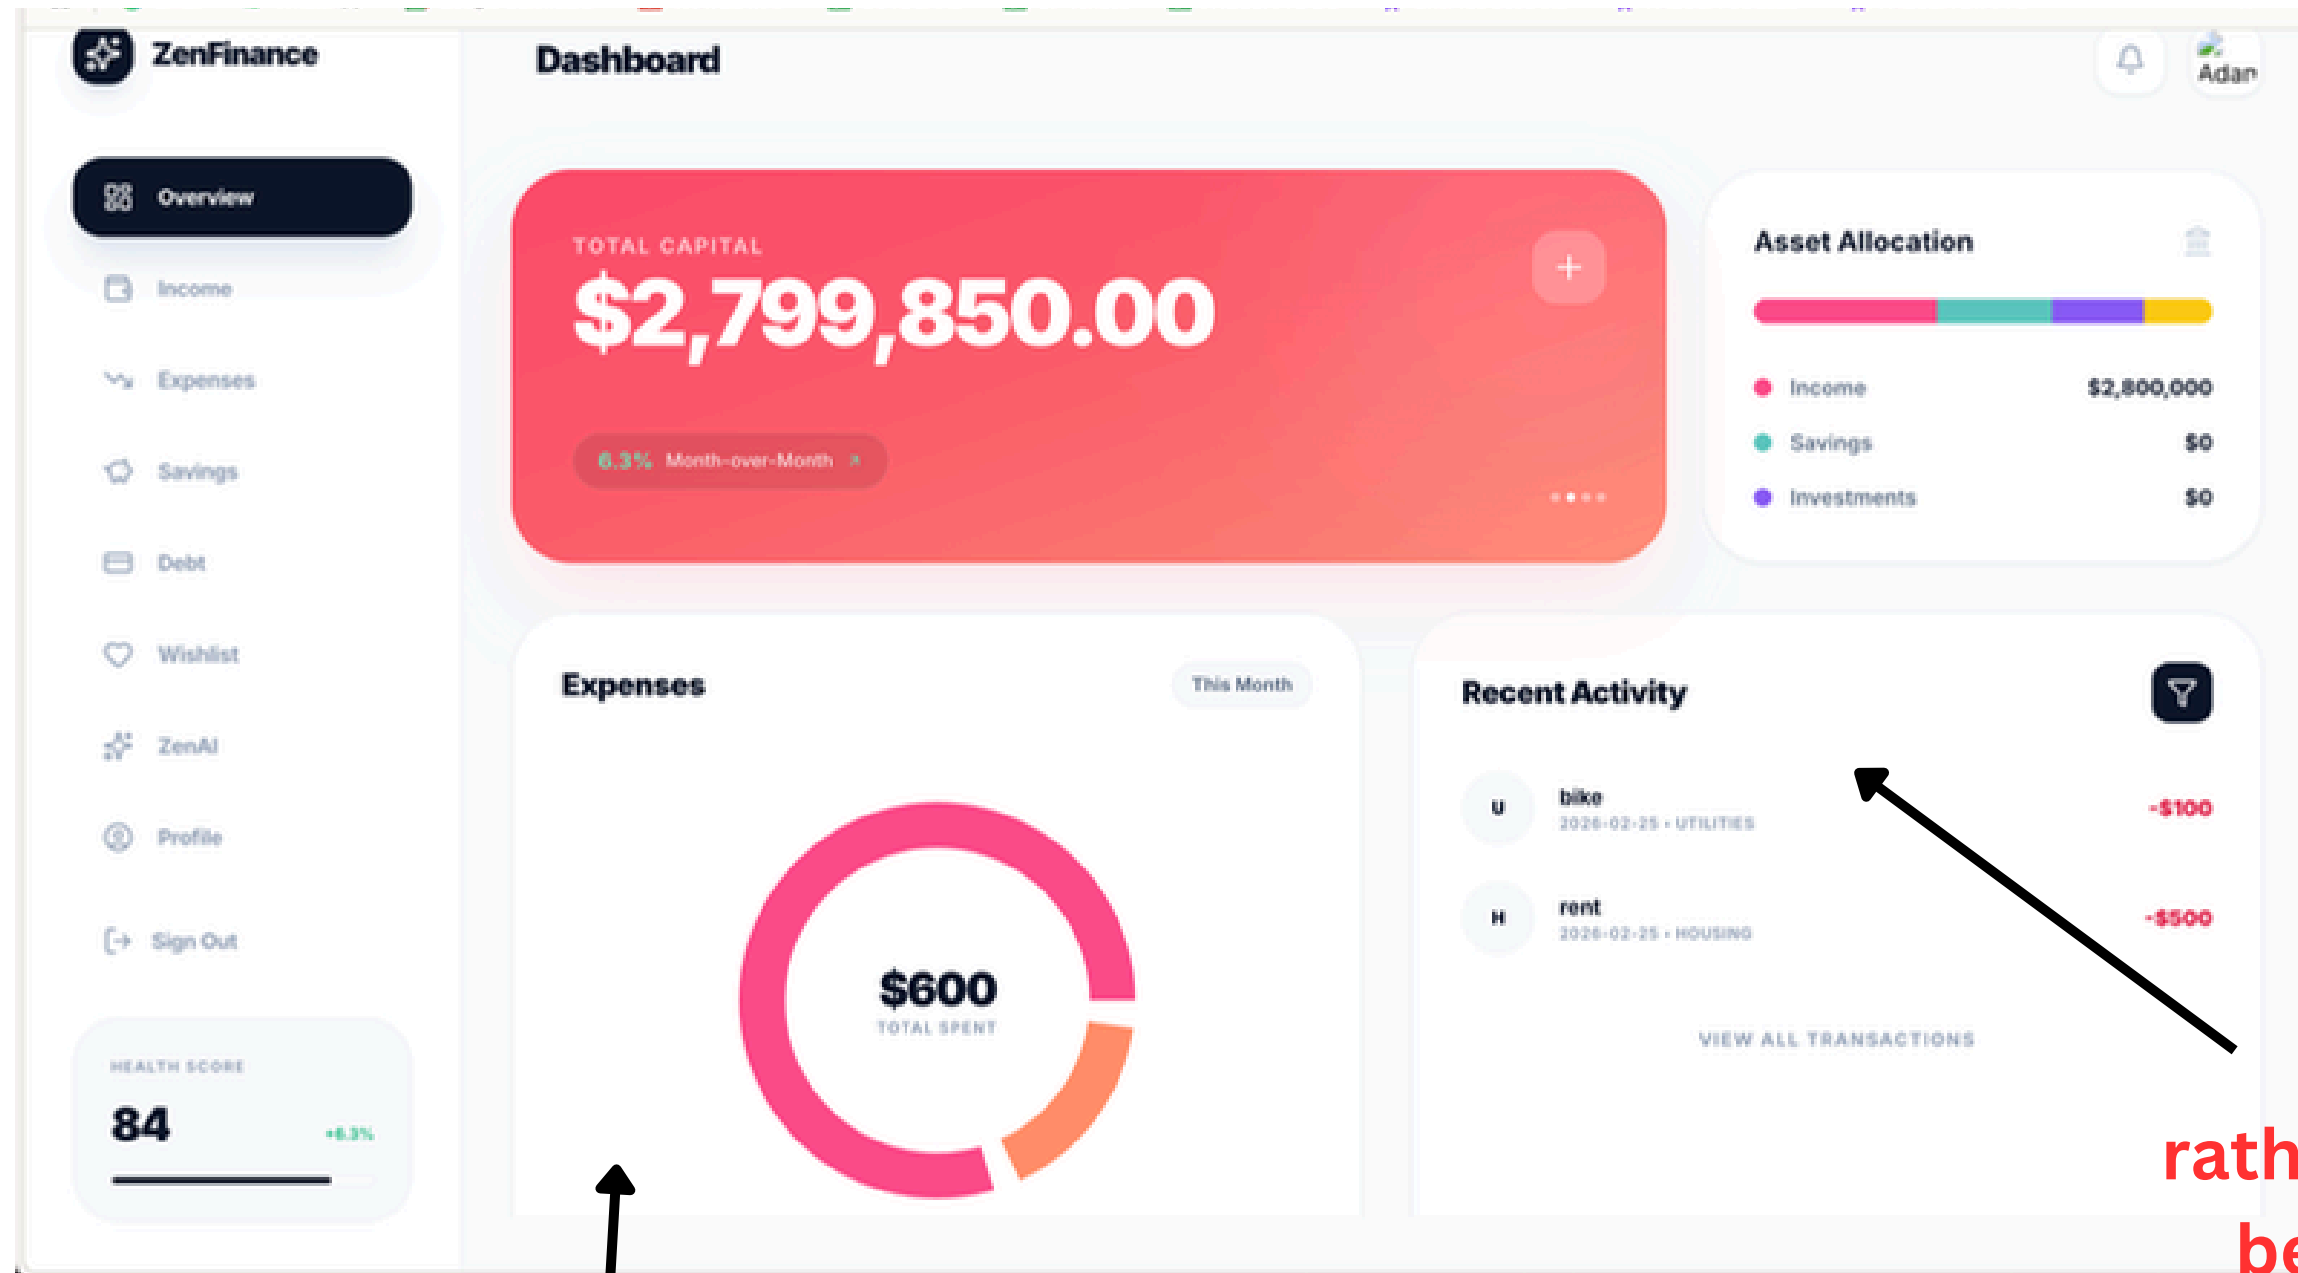 ZenFinance
Overview
Income
Expenses
Savings
Debt
Wishlist
ZenAI
Profile
Sign Out
HEALTH SCORE
84
+6.3%
Dashboard
Adam
TOTAL CAPITAL
$2,799,850.00
6.3% Month-over-Month
Asset Allocation
Income $2,800,000
Savings $0
Investments $0
Expenses
This Month
$600
TOTAL SPENT
Recent Activity
U
bike
2026-02-25 • UTILITIES
-$100
H
rent
2026-02-25 • HOUSING
-$500
VIEW ALL TRANSACTIONS
rath
be